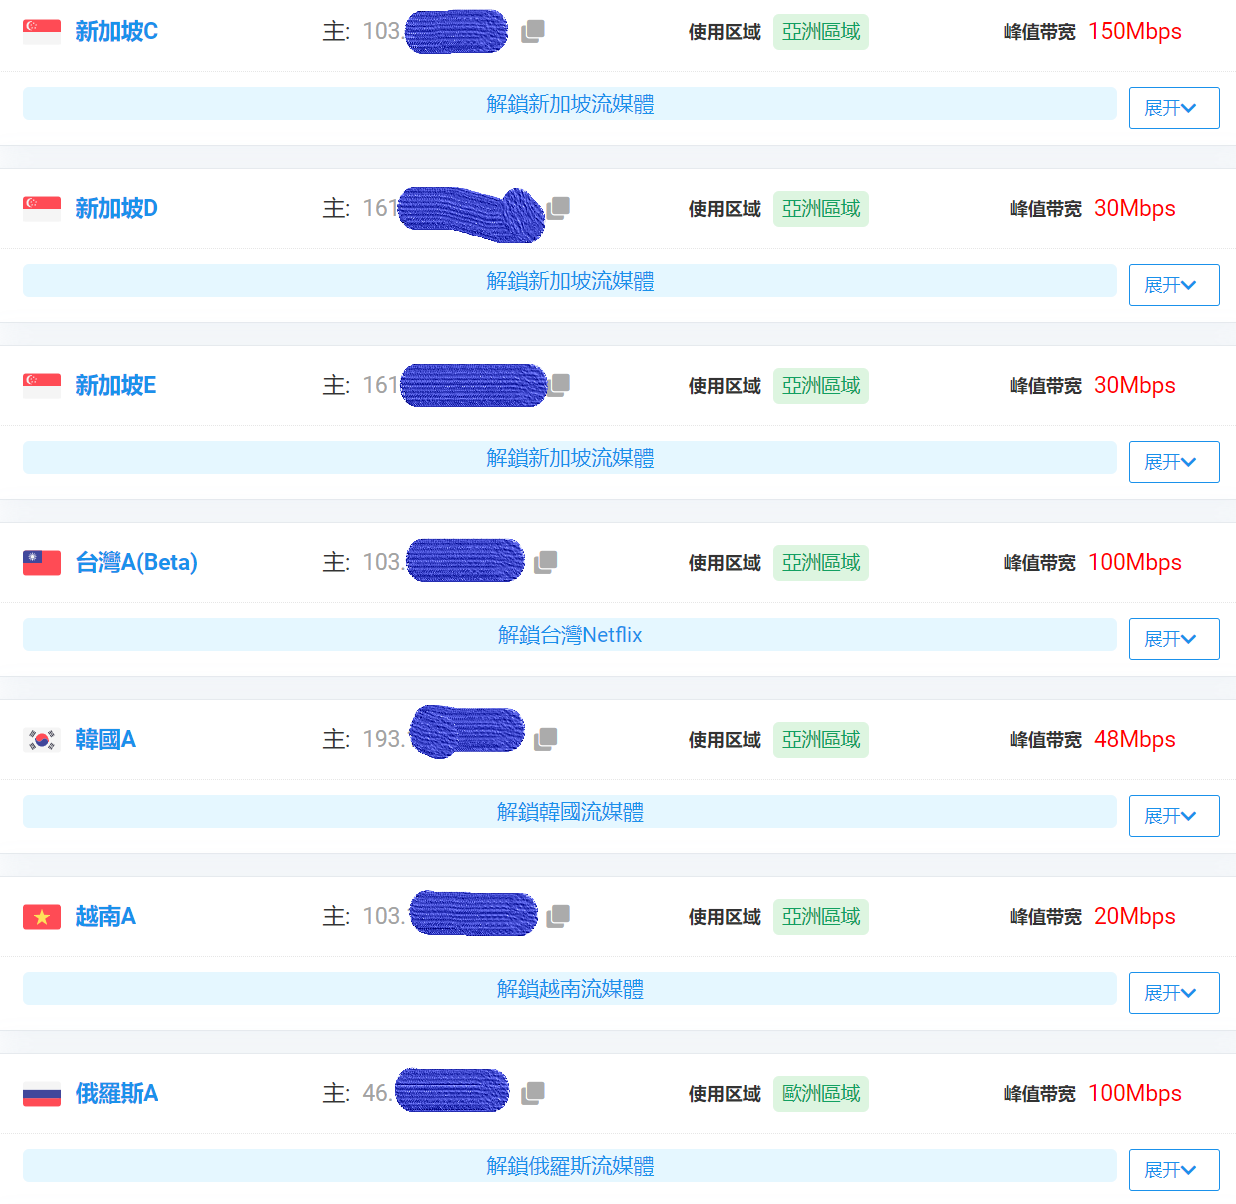 新加坡C 主: 103. 使用区域 亞洲區域 峰值带宽 150Mbps
解鎖新加坡流媒體 展开
新加坡D 主: 161 使用区域 亞洲區域 峰值带宽 30Mbps
解鎖新加坡流媒體 展开
新加坡E 主: 161 使用区域 亞洲區域 峰值带宽 30Mbps
解鎖新加坡流媒體 展开
台灣A(Beta) 主: 103. 使用区域 亞洲區域 峰值带宽 100Mbps
解鎖台灣Netflix 展开
韓國A 主: 193. 使用区域 亞洲區域 峰值带宽 48Mbps
解鎖韓國流媒體 展开
越南A 主: 103. 使用区域 亞洲區域 峰值带宽 20Mbps
解鎖越南流媒體 展开
俄羅斯A 主: 46. 使用区域 歐洲區域 峰值带宽 100Mbps
解鎖俄羅斯流媒體 展开